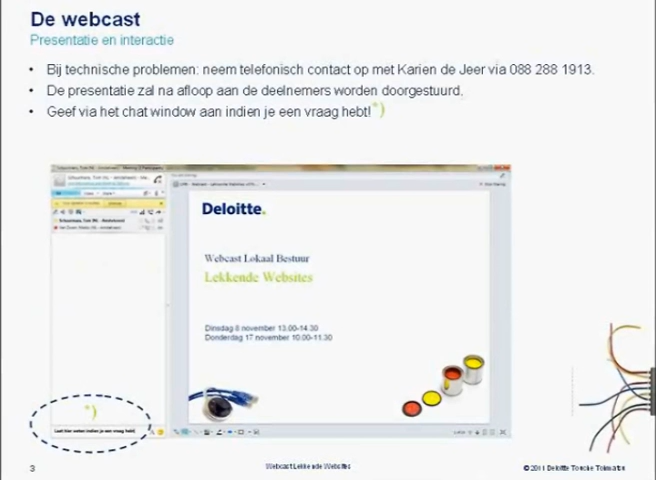 De webcast
Presentatie en interactie
• Bij technische problemen: neem telefonisch contact op met Karien de Jeer via 088 288 1913.
• De presentatie zal na afloop aan de deelnemers worden doorgestuurd.
• Geef via het chat window aan indien je een vraag hebt! *)
Deloitte.
Webcast Lokaal Bestuur
Lekkende Websites
Dinsdag 8 november 13.00-14.30
Donderdag 17 november 10.00-11.30
*)
3
Webcast Lekkende Websites
© 2011 Deloitte Touche Tohmatsu